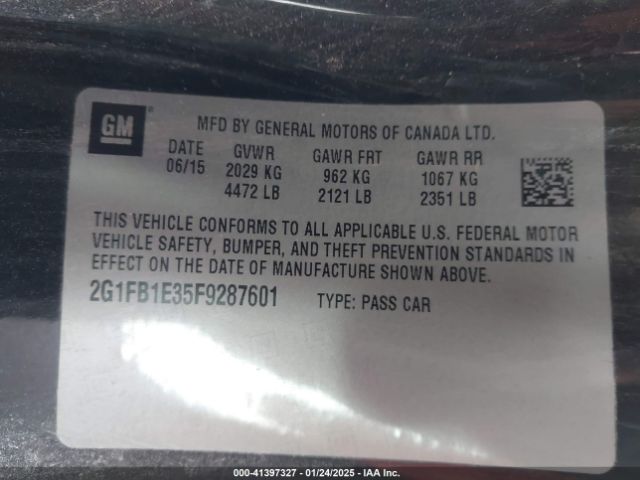 GM®
MFD BY GENERAL MOTORS OF CANADA LTD.
DATE GVWR GAWR FRT GAWR RR
06/15 2029 KG 962 KG 1067 KG
4472 LB 2121 LB 2351 LB
THIS VEHICLE CONFORMS TO ALL APPLICABLE U.S. FEDERAL MOTOR
VEHICLE SAFETY, BUMPER, AND THEFT PREVENTION STANDARDS IN
EFFECT ON THE DATE OF MANUFACTURE SHOWN ABOVE.
2G1FB1E35F9287601 TYPE: PASS CAR
000-41397327 - 01/24/2025 - IAA Inc.